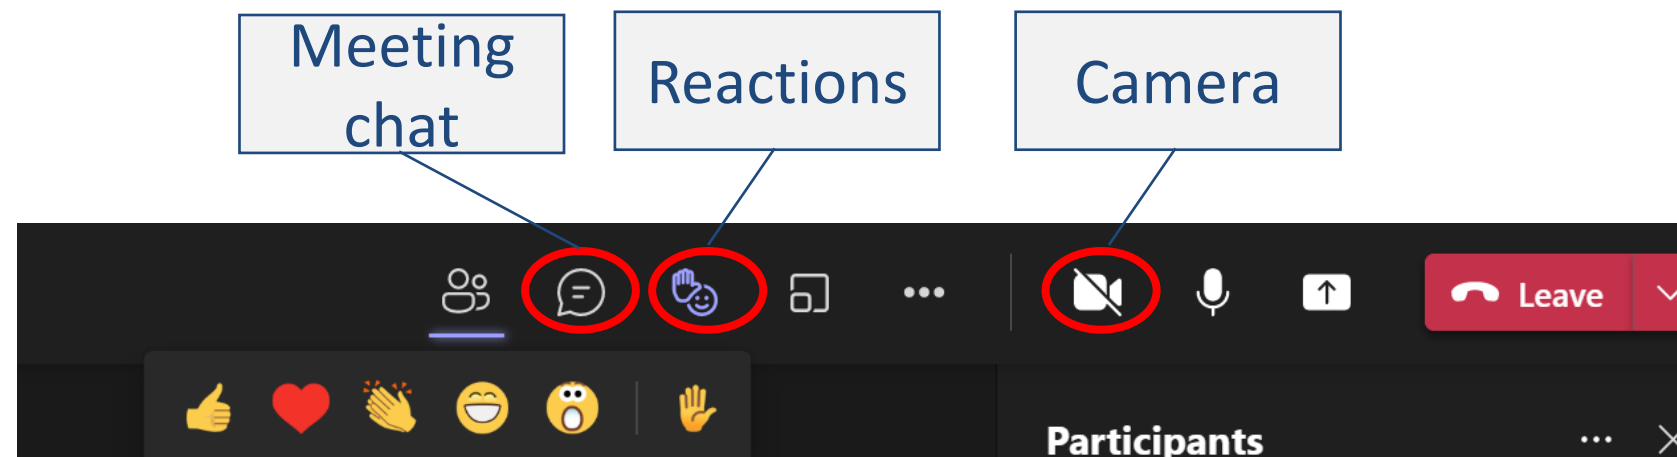 Meeting
chat
Reactions
Camera
Leave
Participants